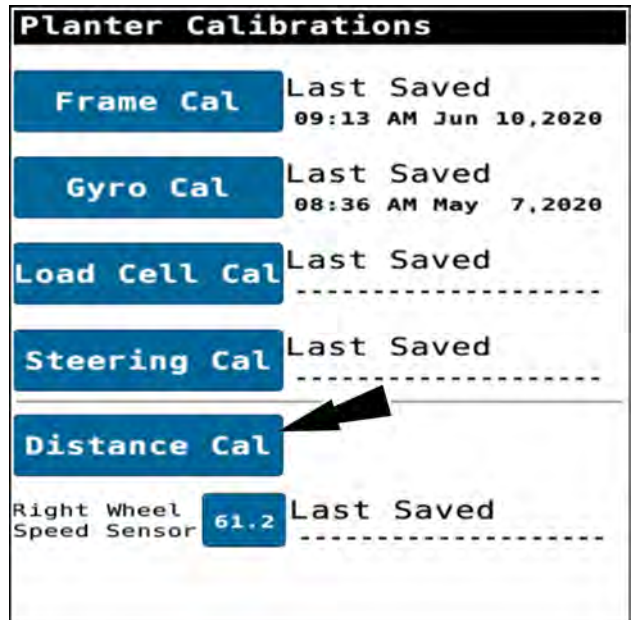 Planter Calibrations
Frame Cal
Last Saved
09:13 AM Jun 10,2020
Gyro Cal
Last Saved
08:36 AM May 7,2020
Load Cell Cal
Last Saved
--------------------
Steering Cal
Last Saved
--------------------
Distance Cal
Right Wheel
Speed Sensor
61.2
Last Saved
--------------------